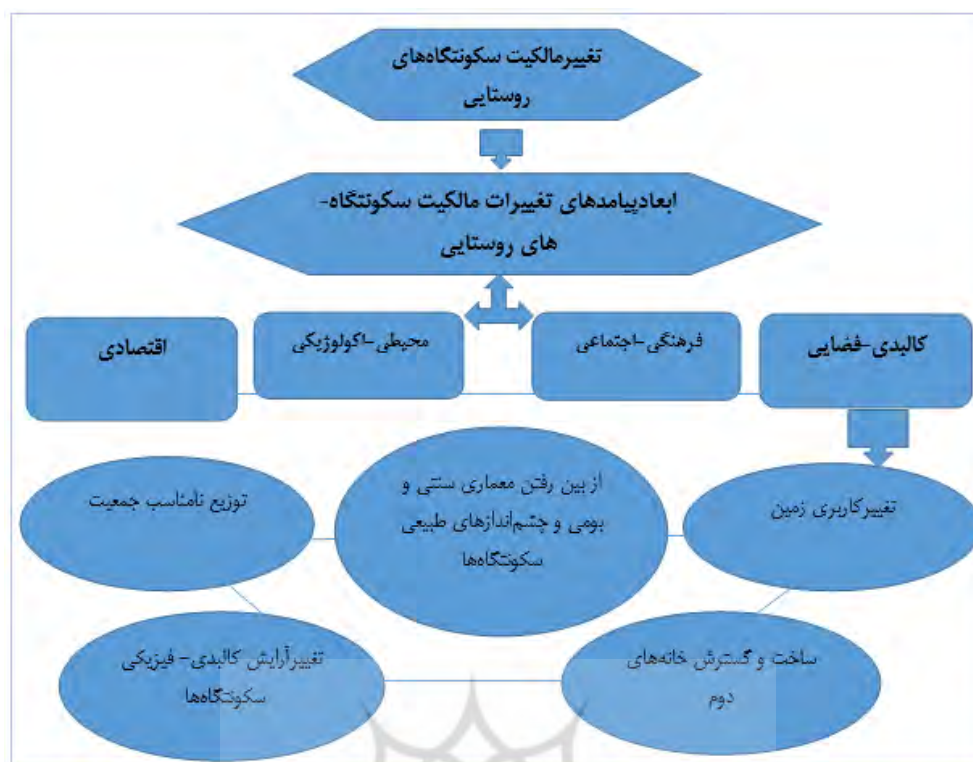 تغییرمالکیت سکونتگاه‌های
روستایی
ابعادپیامدهای تغییرات مالکیت سکونتگاه-
های روستایی
کالبدی-فضایی
فرهنگی-اجتماعی
محیطی-اکولوژیکی
اقتصادی
تغییرکاربری زمین
از بین رفتن معماری سنتی و
بومی و چشم‌اندازهای طبیعی
سکونتگاه‌ها
توزیع نامناسب جمعیت
ساخت و گسترش خانه‌های
دوم
تغییرآرایش کالبدی- فیزیکی
سکونتگاه‌ها